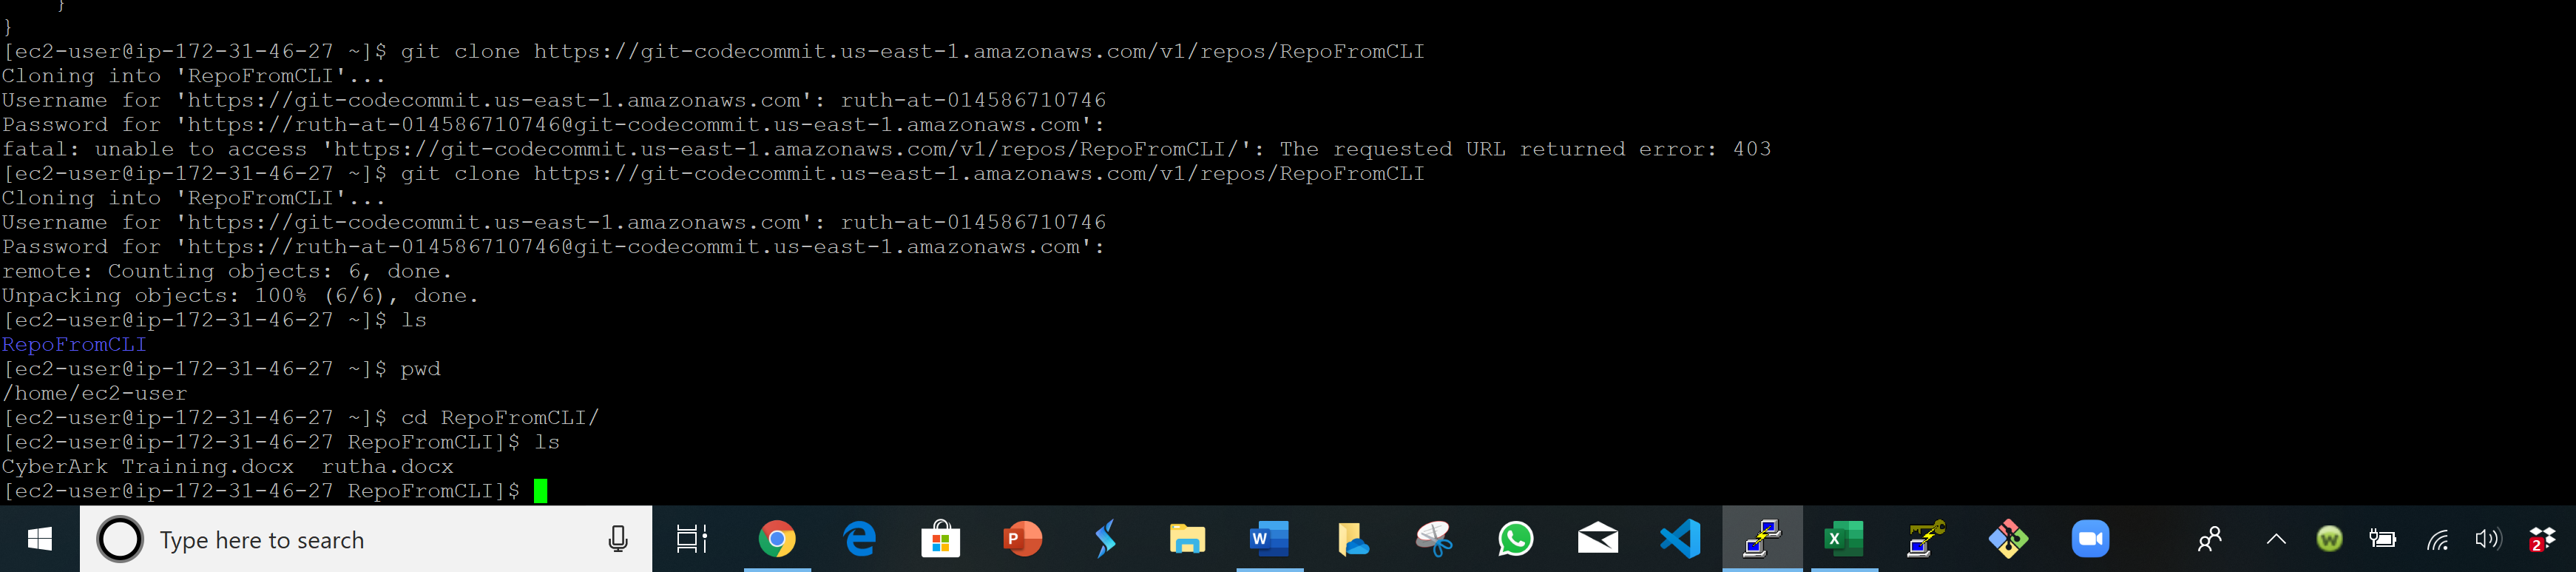 }
}
[ec2-user@ip-172-31-46-27 ~]$ git clone https://git-codecommit.us-east-1.amazonaws.com/v1/repos/RepoFromCLI
Cloning into 'RepoFromCLI'...
Username for 'https://git-codecommit.us-east-1.amazonaws.com': ruth-at-014586710746
Password for 'https://ruth-at-014586710746@git-codecommit.us-east-1.amazonaws.com':
fatal: unable to access 'https://git-codecommit.us-east-1.amazonaws.com/v1/repos/RepoFromCLI/': The requested URL returned error: 403
[ec2-user@ip-172-31-46-27 ~]$ git clone https://git-codecommit.us-east-1.amazonaws.com/v1/repos/RepoFromCLI
Cloning into 'RepoFromCLI'...
Username for 'https://git-codecommit.us-east-1.amazonaws.com': ruth-at-014586710746
Password for 'https://ruth-at-014586710746@git-codecommit.us-east-1.amazonaws.com':
remote: Counting objects: 6, done.
Unpacking objects: 100% (6/6), done.
[ec2-user@ip-172-31-46-27 ~]$ ls
RepoFromCLI
[ec2-user@ip-172-31-46-27 ~]$ pwd
/home/ec2-user
[ec2-user@ip-172-31-46-27 ~]$ cd RepoFromCLI/
[ec2-user@ip-172-31-46-27 RepoFromCLI]$ ls
CyberArk Training.docx  rutha.docx
[ec2-user@ip-172-31-46-27 RepoFromCLI]$
Type here to search
P
W
X
W
2